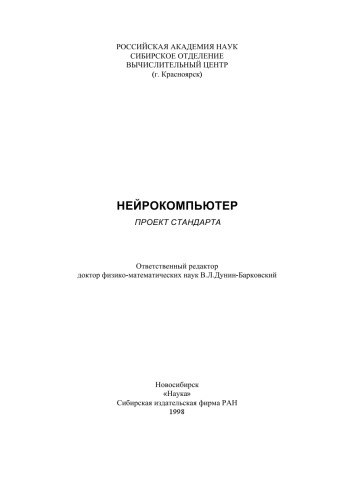 РОССИЙСКАЯ АКАДЕМИЯ НАУК
СИБИРСКОЕ ОТДЕЛЕНИЕ
ВЫЧИСЛИТЕЛЬНЫЙ ЦЕНТР
(г. Красноярск)
НЕЙРОКОМПЬЮТЕР
ПРОЕКТ СТАНДАРТА
Ответственный редактор
доктор физико-математических наук В.Л.Дунин-Барковский
Новосибирск
«Наука»
Сибирская издательская фирма РАН
1998